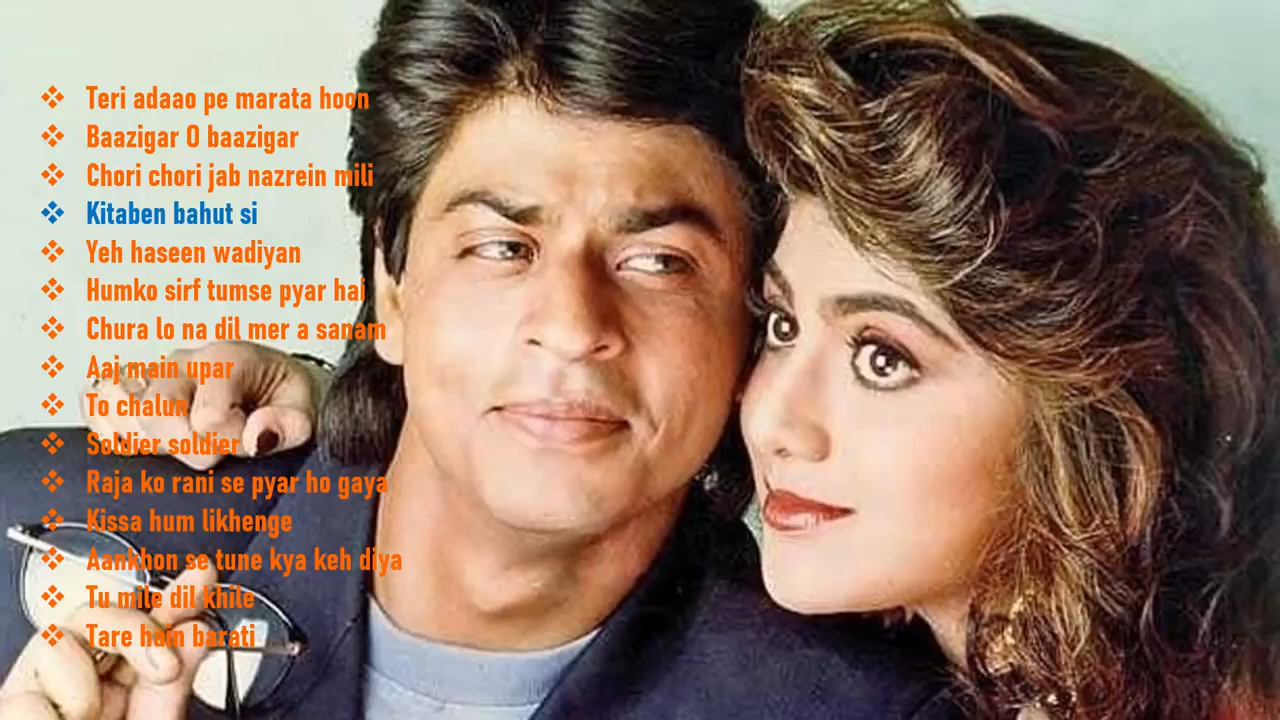 Teri adaao pe marata hoon
Baazigar O baazigar
Chori chori jab nazrein mili
Kitaben bahut si
Yeh haseen wadiyan
Humko sirf tumse pyar hai
Chura lo na dil mer a sanam
Aaj main upar
To chalun
Soldier soldier
Raja ko rani se pyar ho gaya
Kissa hum likhenge
Aankhon se tune kya keh diya
Tu mile dil khile
Tare hain barati